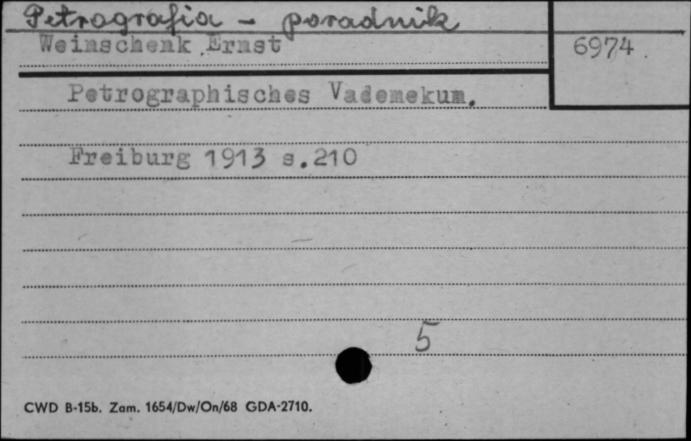 Petrografia - poradnik
Weinschenk Ernst
6974
Petrographisches Vademekum.
Freiburg 1913 s.210
5
CWD B-15b. Zam. 1654/Dw/On/68 GDA-2710.